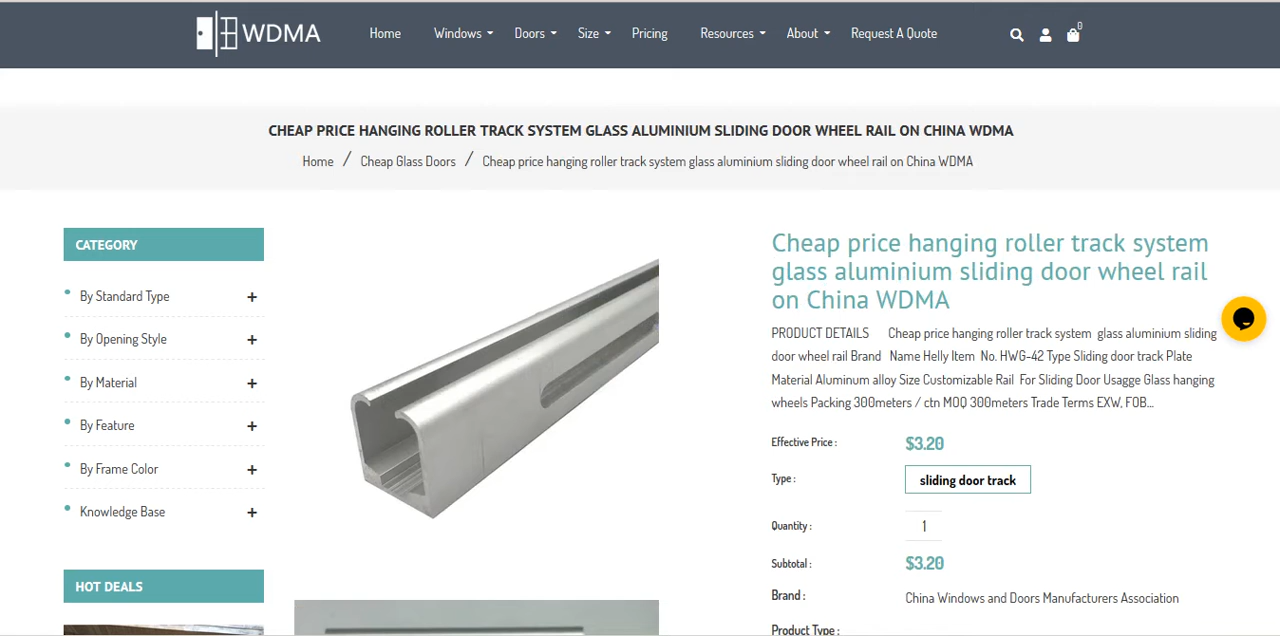 WDMA
Home Windows Doors Size Pricing Resources About Request A Quote
0
CHEAP PRICE HANGING ROLLER TRACK SYSTEM GLASS ALUMINIUM SLIDING DOOR WHEEL RAIL ON CHINA WDMA
Home / Cheap Glass Doors / Cheap price hanging roller track system glass aluminium sliding door wheel rail on China WDMA
CATEGORY
By Standard Type +
By Opening Style +
By Material +
By Feature +
By Frame Color +
Knowledge Base +
HOT DEALS
Cheap price hanging roller track system
glass aluminium sliding door wheel rail
on China WDMA
PRODUCT DETAILS Cheap price hanging roller track system glass aluminium sliding
door wheel rail Brand Name Helly Item No. HWG-42 Type Sliding door track Plate
Material Aluminum alloy Size Customizable Rail For Sliding Door Usagge Glass hanging
wheels Packing 300meters / ctn MOQ 300meters Trade Terms EXW, FOB...
Effective Price : $3.20
Type : sliding door track
Quantity : 1
Subtotal : $3.20
Brand : China Windows and Doors Manufacturers Association
Product Type :